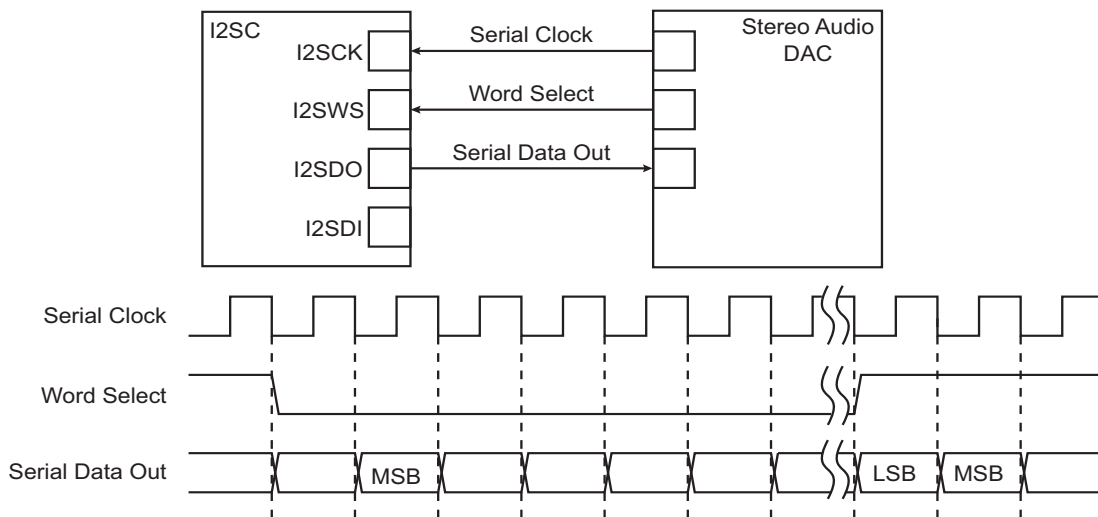 I2SC
Stereo Audio
DAC
I2SCK
Serial Clock
I2SWS
Word Select
I2SDO
Serial Data Out
I2SDI
Serial Clock
Word Select
Serial Data Out
MSB
LSB
MSB